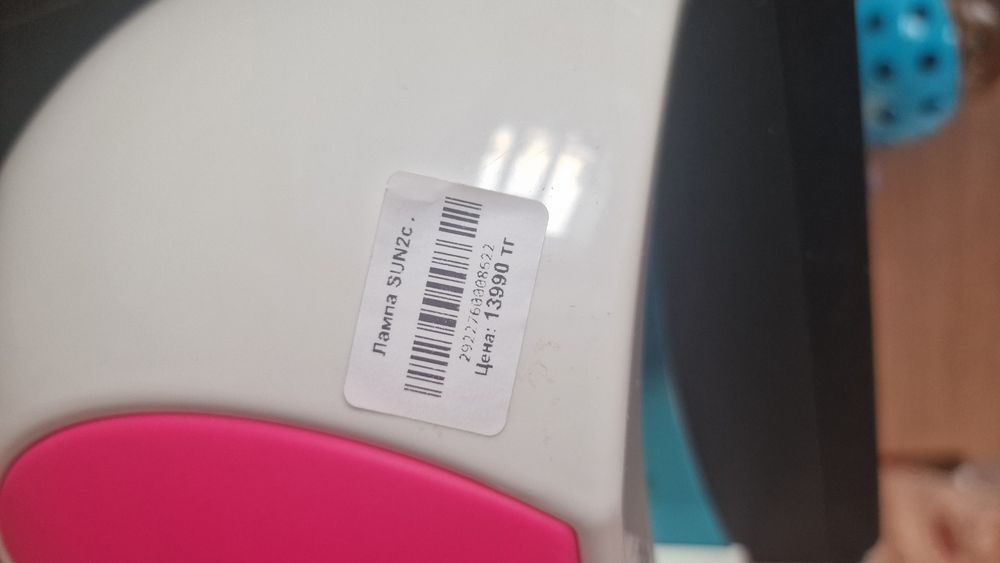 Лампа SUN2c .
2922760008622
Цена: 13990 тг